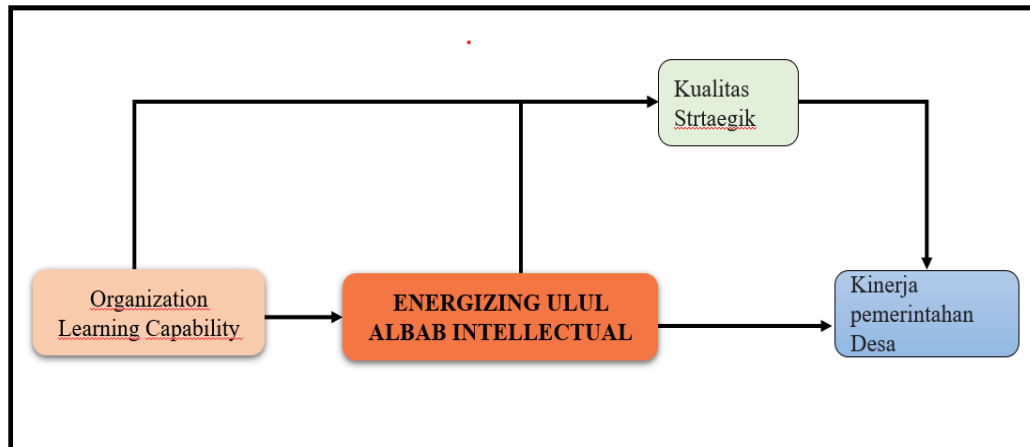 Kualitas
Strtaegik
Organization
Learning Capability
ENERGIZING ULUL
ALBAB INTELLECTUAL
Kinerja
pemerintahan
Desa